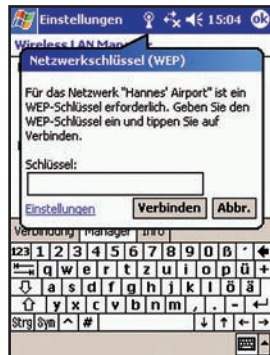 Einstellungen 15:04 ok
Wireless LAN Manager
Netzwerkschlüssel (WEP)
Für das Netzwerk "Hannes' Airport" ist ein
WEP-Schlüssel erforderlich. Geben Sie den
WEP-Schlüssel ein und tippen Sie auf
Verbinden.
Schlüssel:
Einstellungen Verbinden Abbr.
Verbindung Manager Info
123 1 2 3 4 5 6 7 8 9 0 ß ´
q w e r t z u i o p ü +
a s d f g h j k l ö ä
y x c v b n m , . -
Strg Sym ^ #